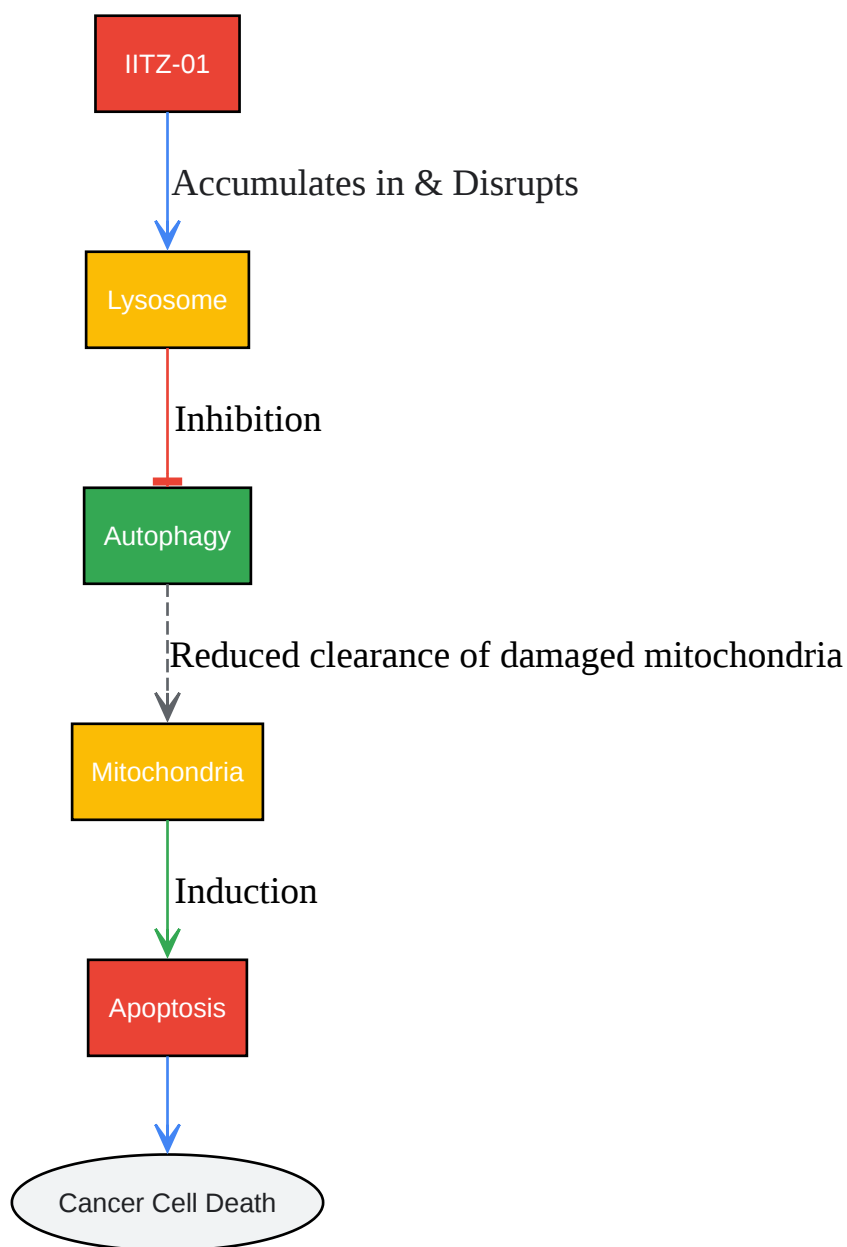 IITZ-01
Accumulates in & Disrupts
Lysosome
Inhibition
Autophagy
Reduced clearance of damaged mitochondria
Mitochondria
Induction
Apoptosis
Cancer Cell Death